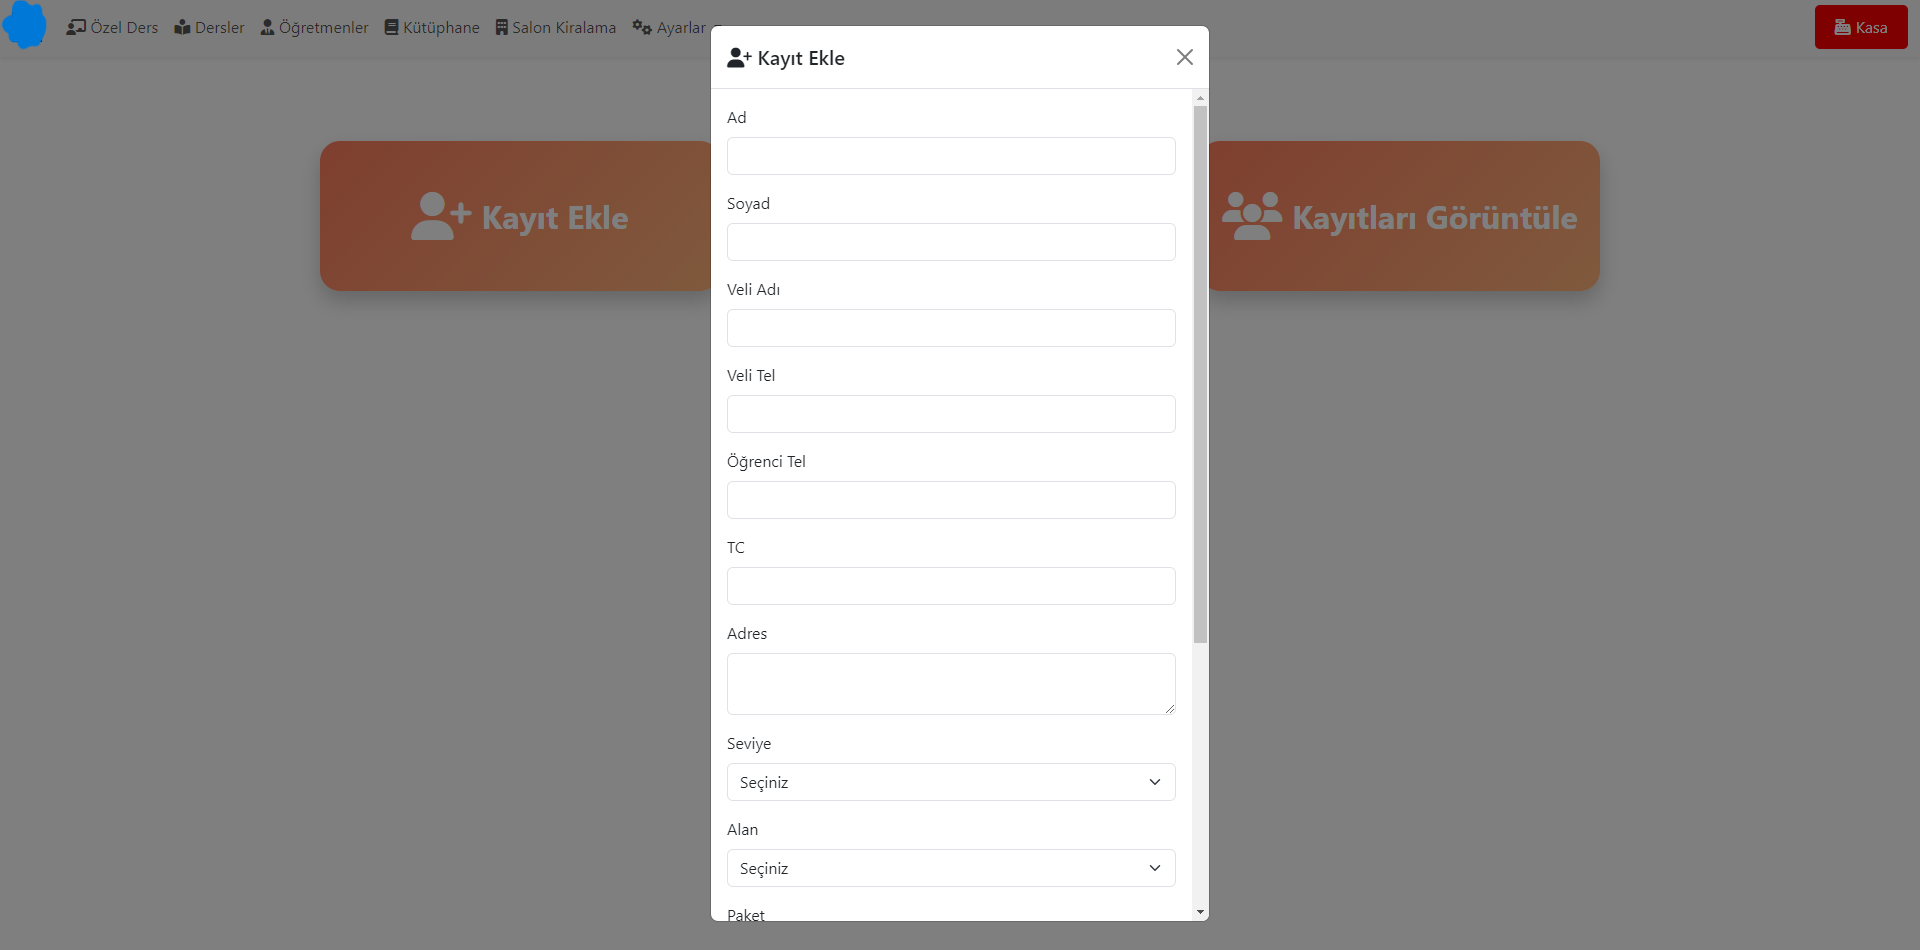 Özel Ders Dersler Öğretmenler Kütüphane Salon Kiralama Ayarlar Kasa
Kayıt Ekle
Kayıt Ekle
Kayıtları Görüntüle
Ad
Soyad
Veli Adı
Veli Tel
Öğrenci Tel
TC
Adres
Seviye
Seçiniz
Alan
Seçiniz
Paket